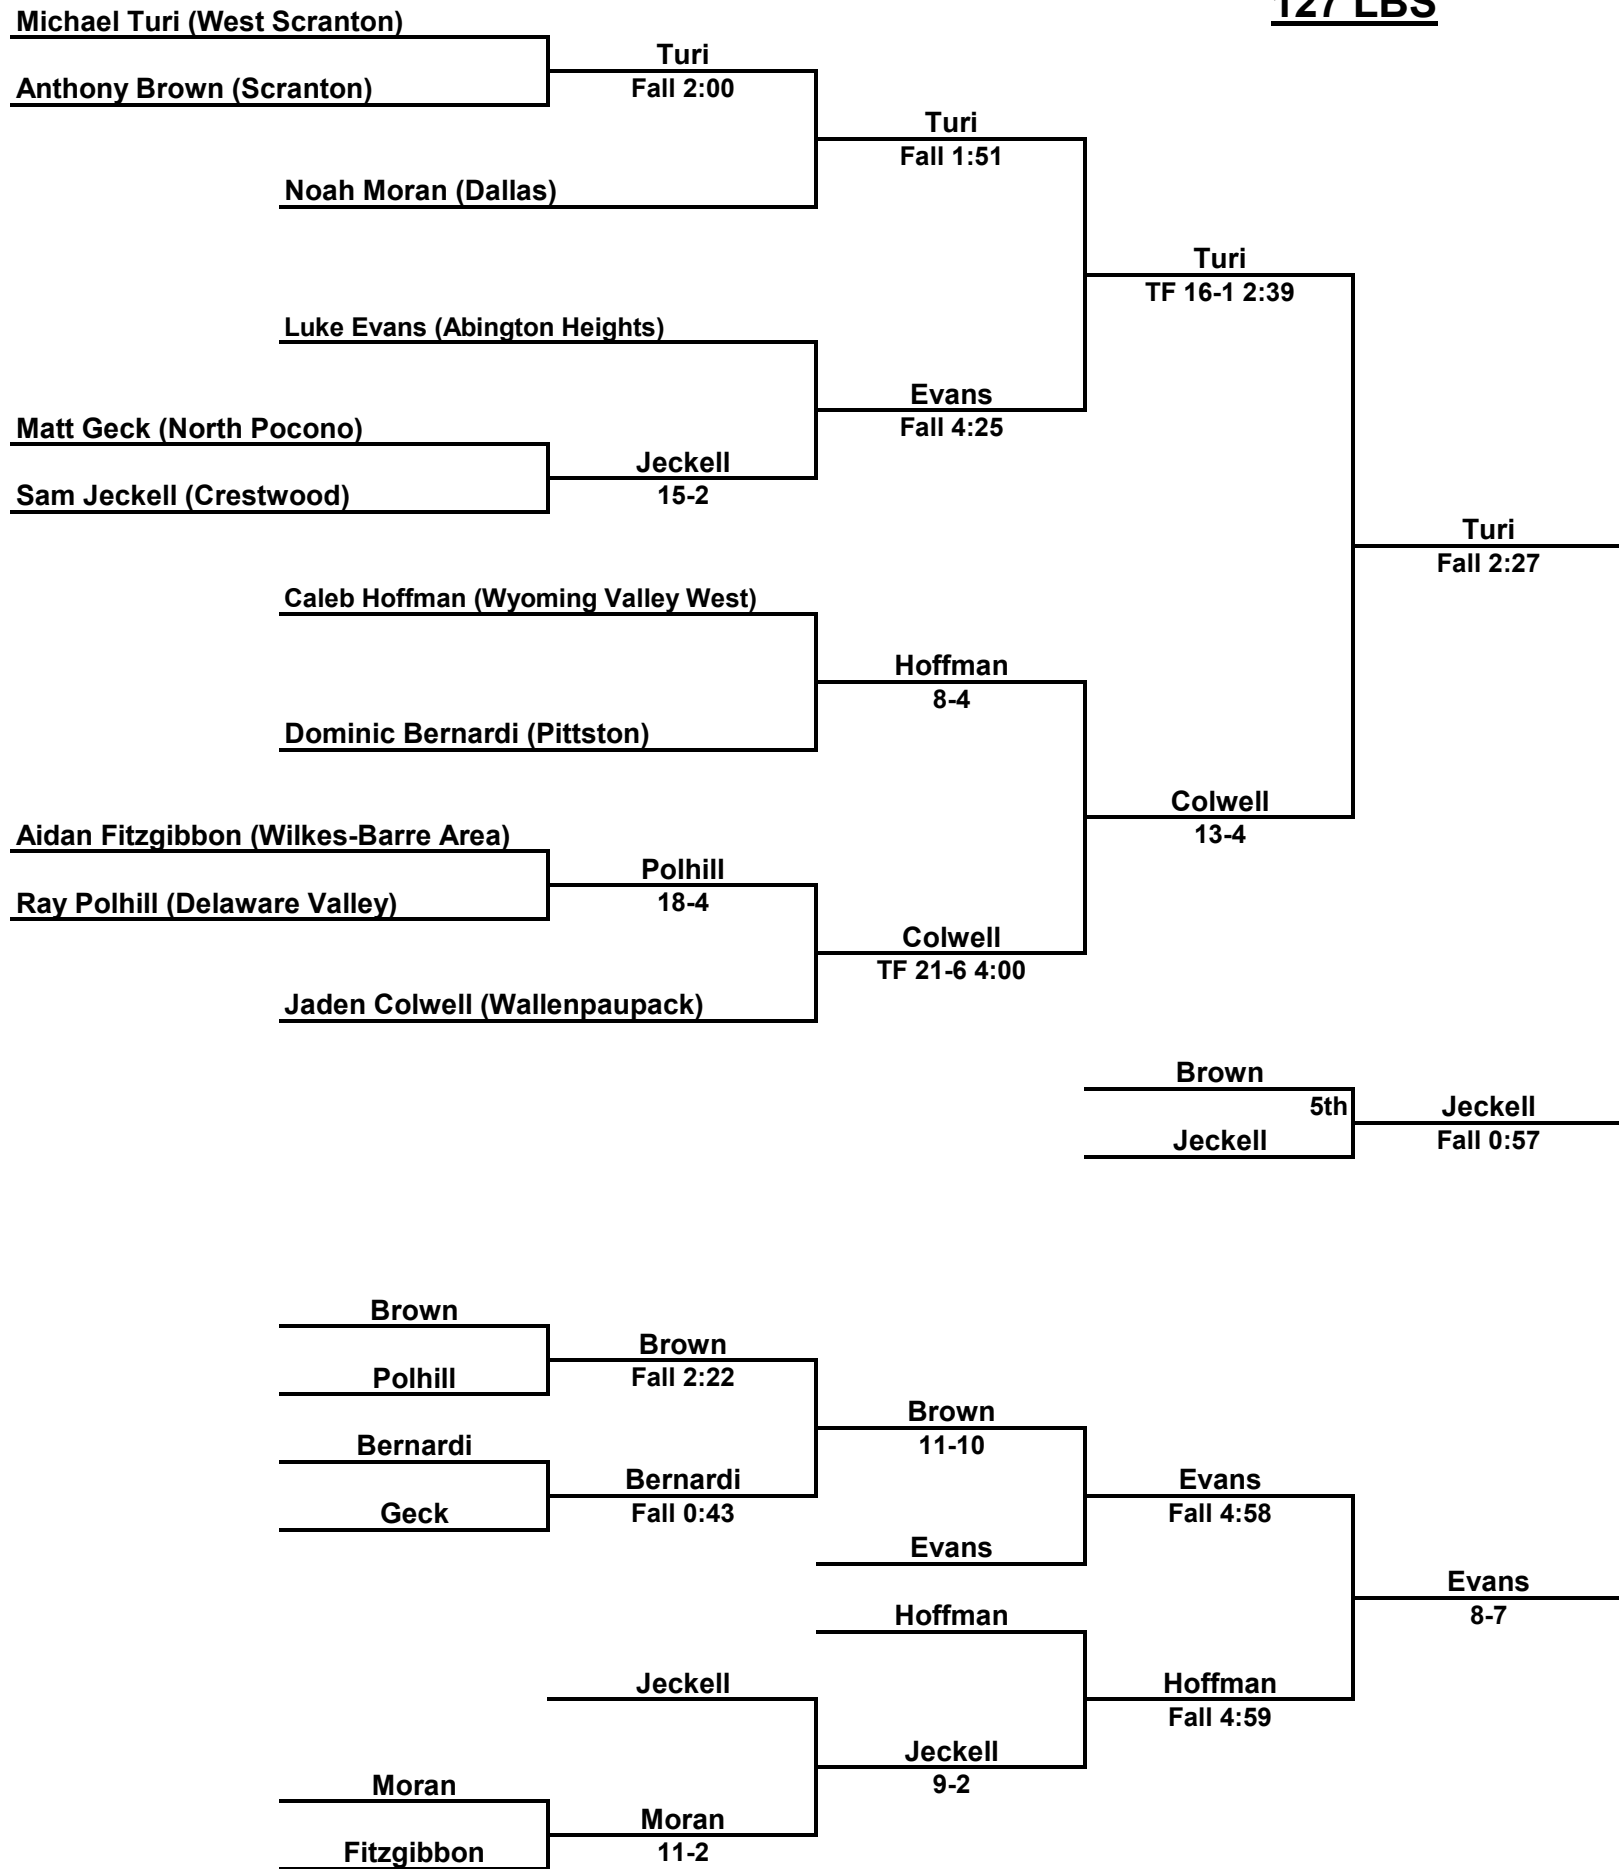 127 LBS
Michael Turi (West Scranton)
Turi
Anthony Brown (Scranton)
Fall 2:00
Turi
Fall 1:51
Noah Moran (Dallas)
Turi
TF 16-1 2:39
Luke Evans (Abington Heights)
Evans
Fall 4:25
Matt Geck (North Pocono)
Jeckell
15-2
Sam Jeckell (Crestwood)
Turi
Fall 2:27
Caleb Hoffman (Wyoming Valley West)
Hoffman
8-4
Dominic Bernardi (Pittston)
Colwell
13-4
Aidan Fitzgibbon (Wilkes-Barre Area)
Polhill
18-4
Ray Polhill (Delaware Valley)
Colwell
TF 21-6 4:00
Jaden Colwell (Wallenpaupack)
Brown
5th
Jeckell
Jeckell
Fall 0:57
Brown
Brown
Fall 2:22
Polhill
Brown
11-10
Bernardi
Bernardi
Fall 0:43
Geck
Evans
Fall 4:58
Evans
Evans
8-7
Hoffman
Jeckell
Hoffman
Fall 4:59
Jeckell
9-2
Moran
Moran
11-2
Fitzgibbon